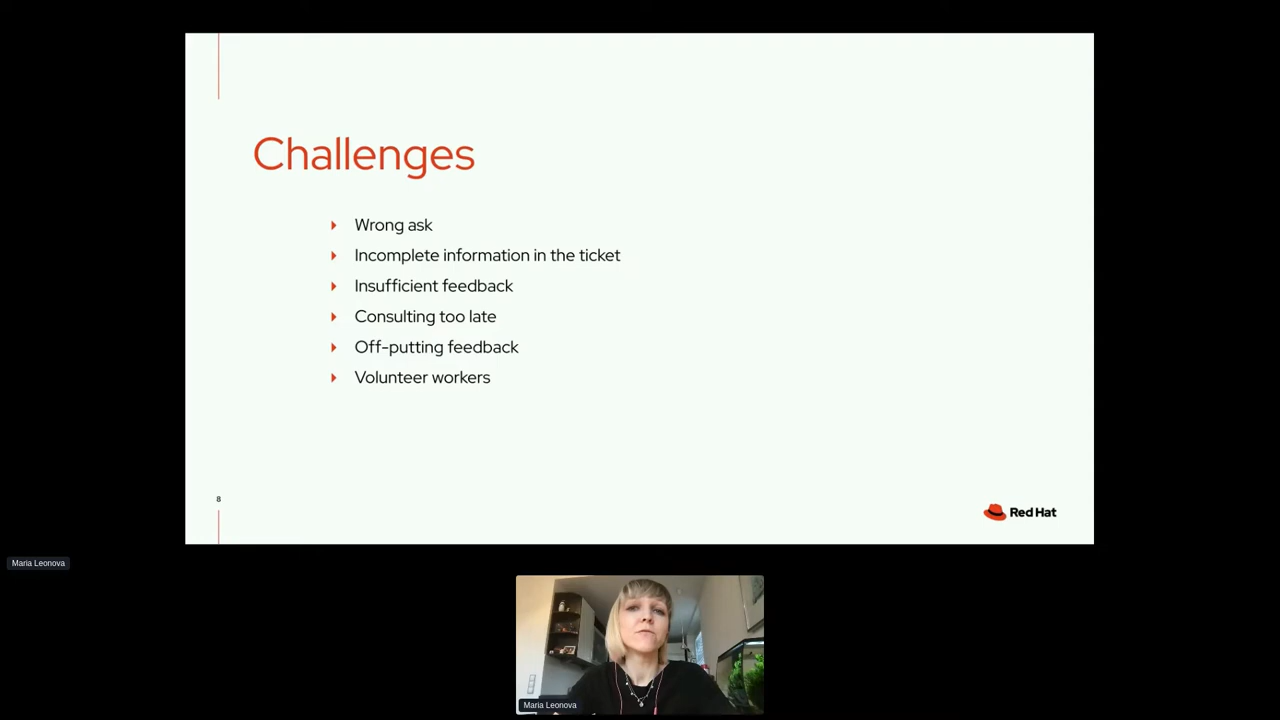 Challenges
Wrong ask
Incomplete information in the ticket
Insufficient feedback
Consulting too late
Off-putting feedback
Volunteer workers
8
Red Hat
Maria Leonova
Maria Leonova